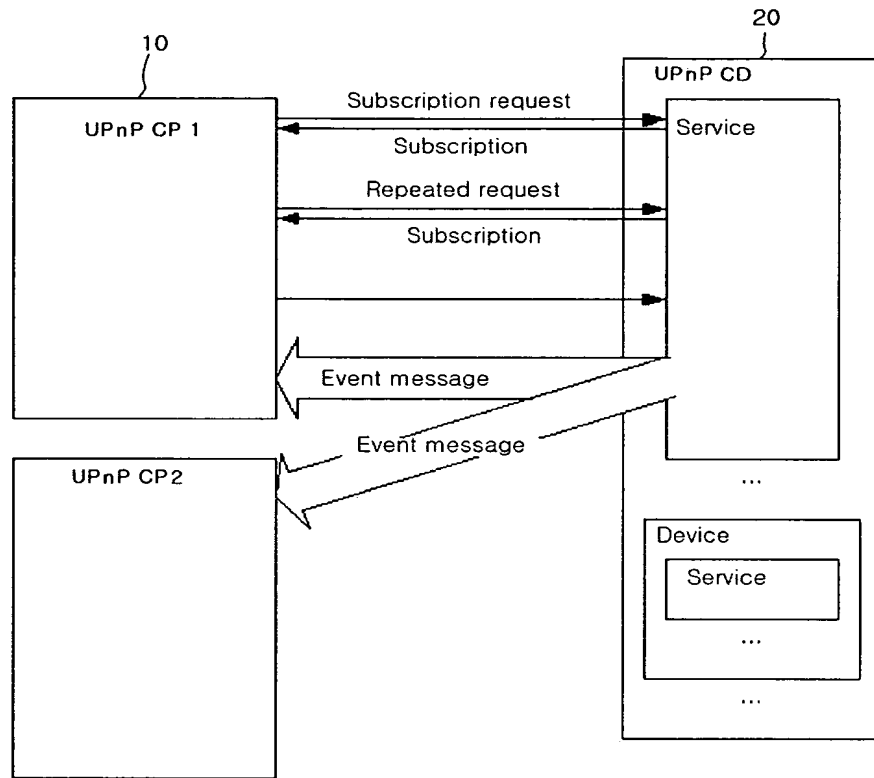 10
20
UPnP CD
UPnP CP 1
Subscription request
Service
Subscription
Repeated request
Subscription
Event message
Event message
UPnP CP2
...
Device
Service
...
...